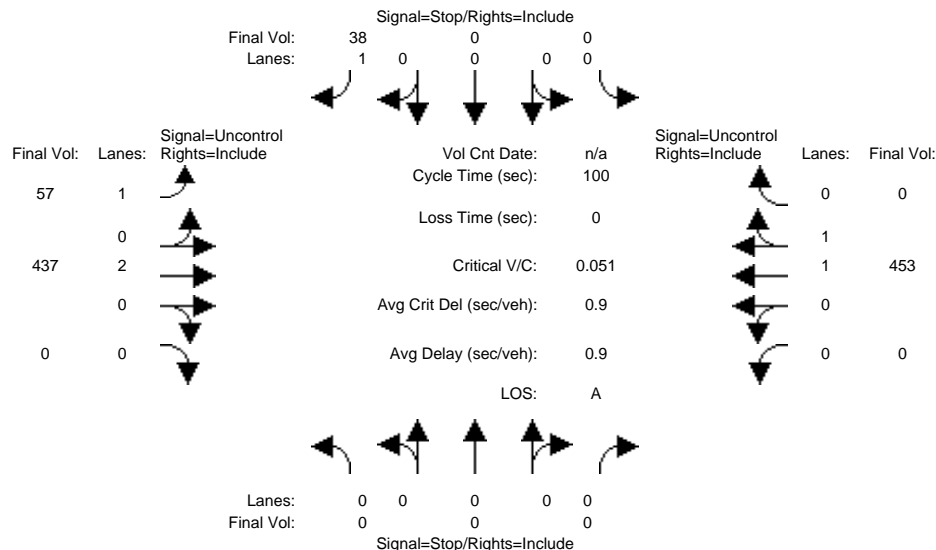 Signal=Stop/Rights=Include
Final Vol: 38 0 0
Lanes: 1 0 0 0 0
Signal=Uncontrol
Final Vol: Lanes: Rights=Include
Vol Cnt Date: n/a
Signal=Uncontrol
Rights=Include Lanes: Final Vol:
Cycle Time (sec): 100
57 1
0 0
Loss Time (sec): 0
0
1
437 2
Critical V/C: 0.051
1 453
0
Avg Crit Del (sec/veh): 0.9
0
0 0
Avg Delay (sec/veh): 0.9
0 0
LOS: A
Lanes: 0 0 0 0 0
Final Vol: 0 0 0
Signal=Stop/Rights=Include